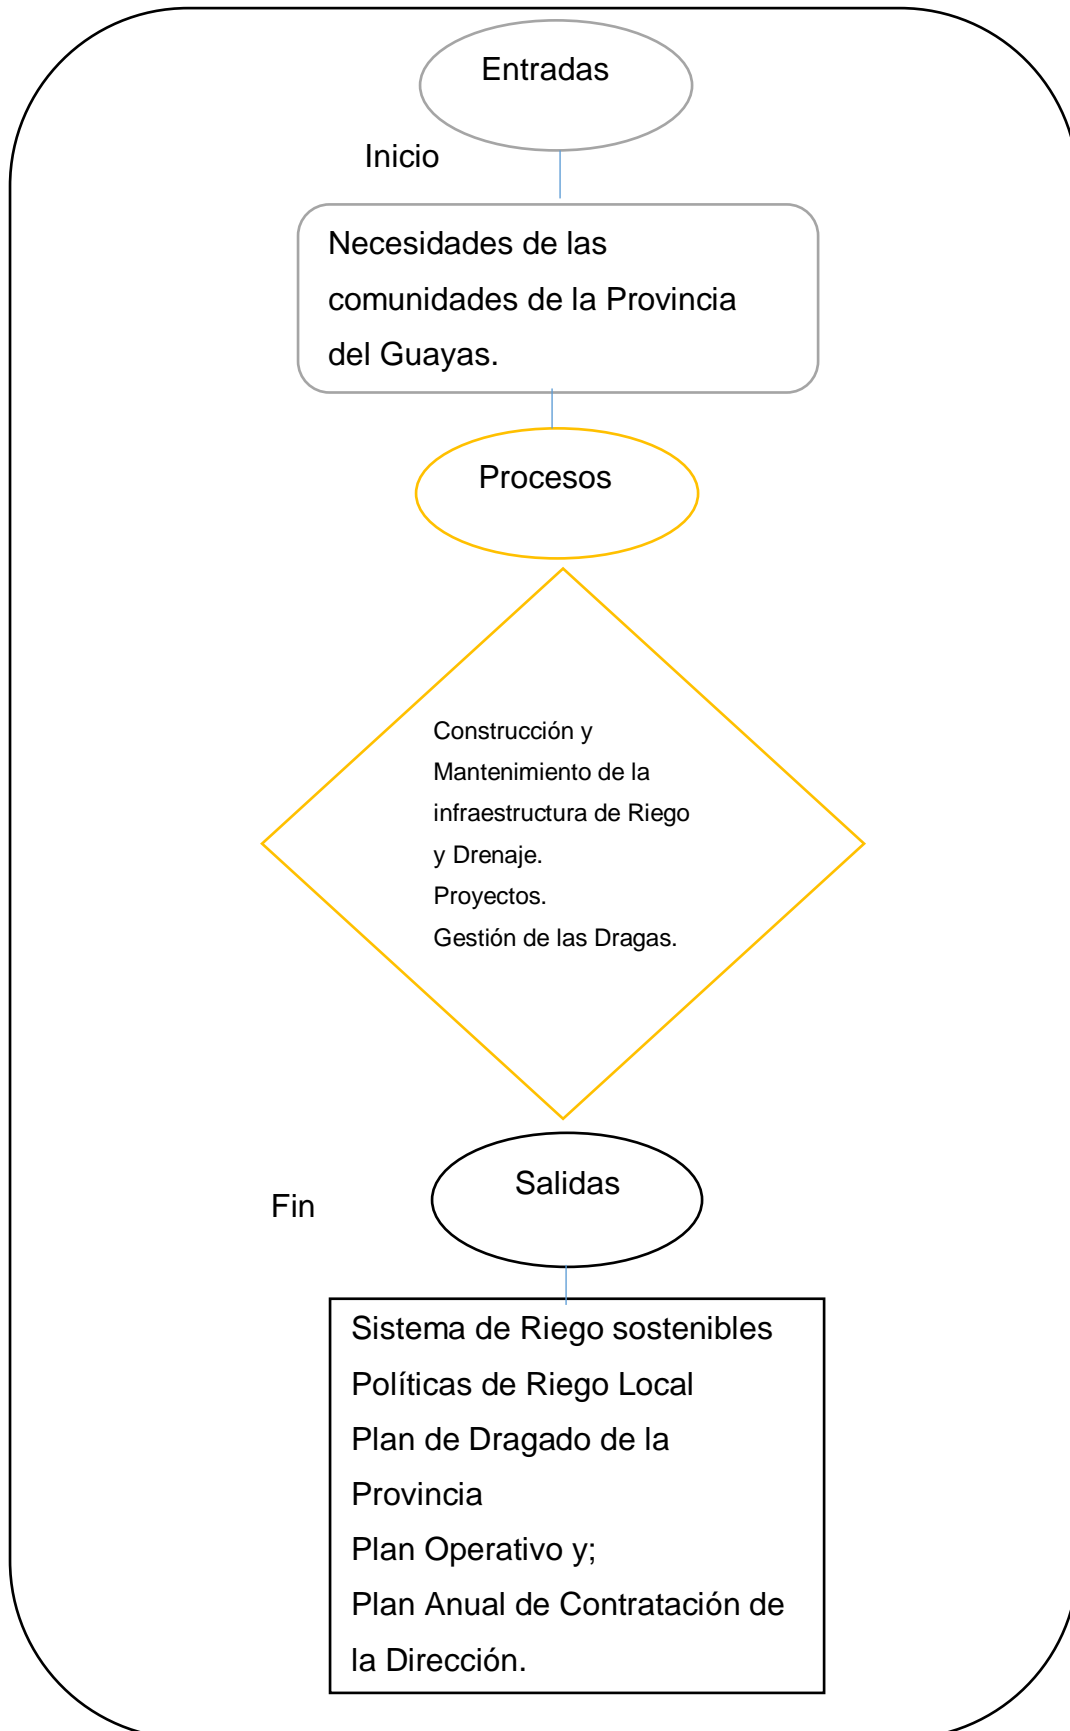 Entradas
Inicio
Necesidades de las
comunidades de la Provincia
del Guayas.
Procesos
Construcción y
Mantenimiento de la
infraestructura de Riego
y Drenaje.
Proyectos.
Gestión de las Dragas.
Salidas
Fin
Sistema de Riego sostenibles
Políticas de Riego Local
Plan de Dragado de la
Provincia
Plan Operativo y;
Plan Anual de Contratación de
la Dirección.